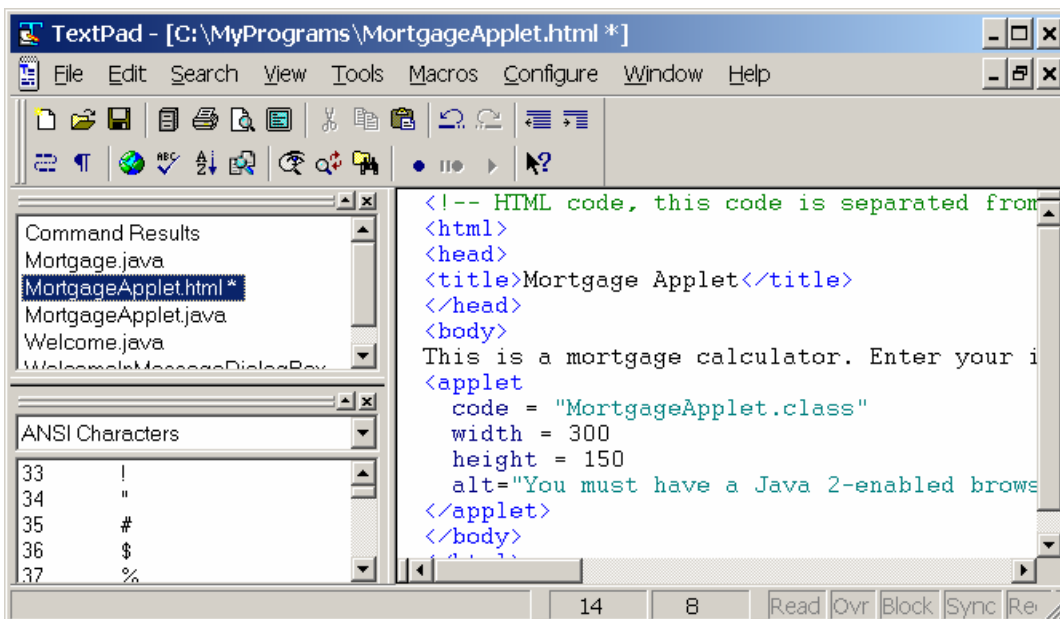 TextPad - [C:\MyPrograms\MortgageApplet.html *]
File Edit Search View Tools Macros Configure Window Help
Command Results
Mortgage.java
MortgageApplet.html *
MortgageApplet.java
Welcome.java
WelcomeInMessageDialogBox
ANSI Characters
33 !
34 "
35 #
36 $
37 %
<!-- HTML code, this code is separated from
<html>
<head>
<title>Mortgage Applet</title>
</head>
<body>
This is a mortgage calculator. Enter your i
<applet
code = "MortgageApplet.class"
width = 300
height = 150
alt="You must have a Java 2-enabled brows
</applet>
</body>
</html>
14 8 Read Ovr Block Sync Rec